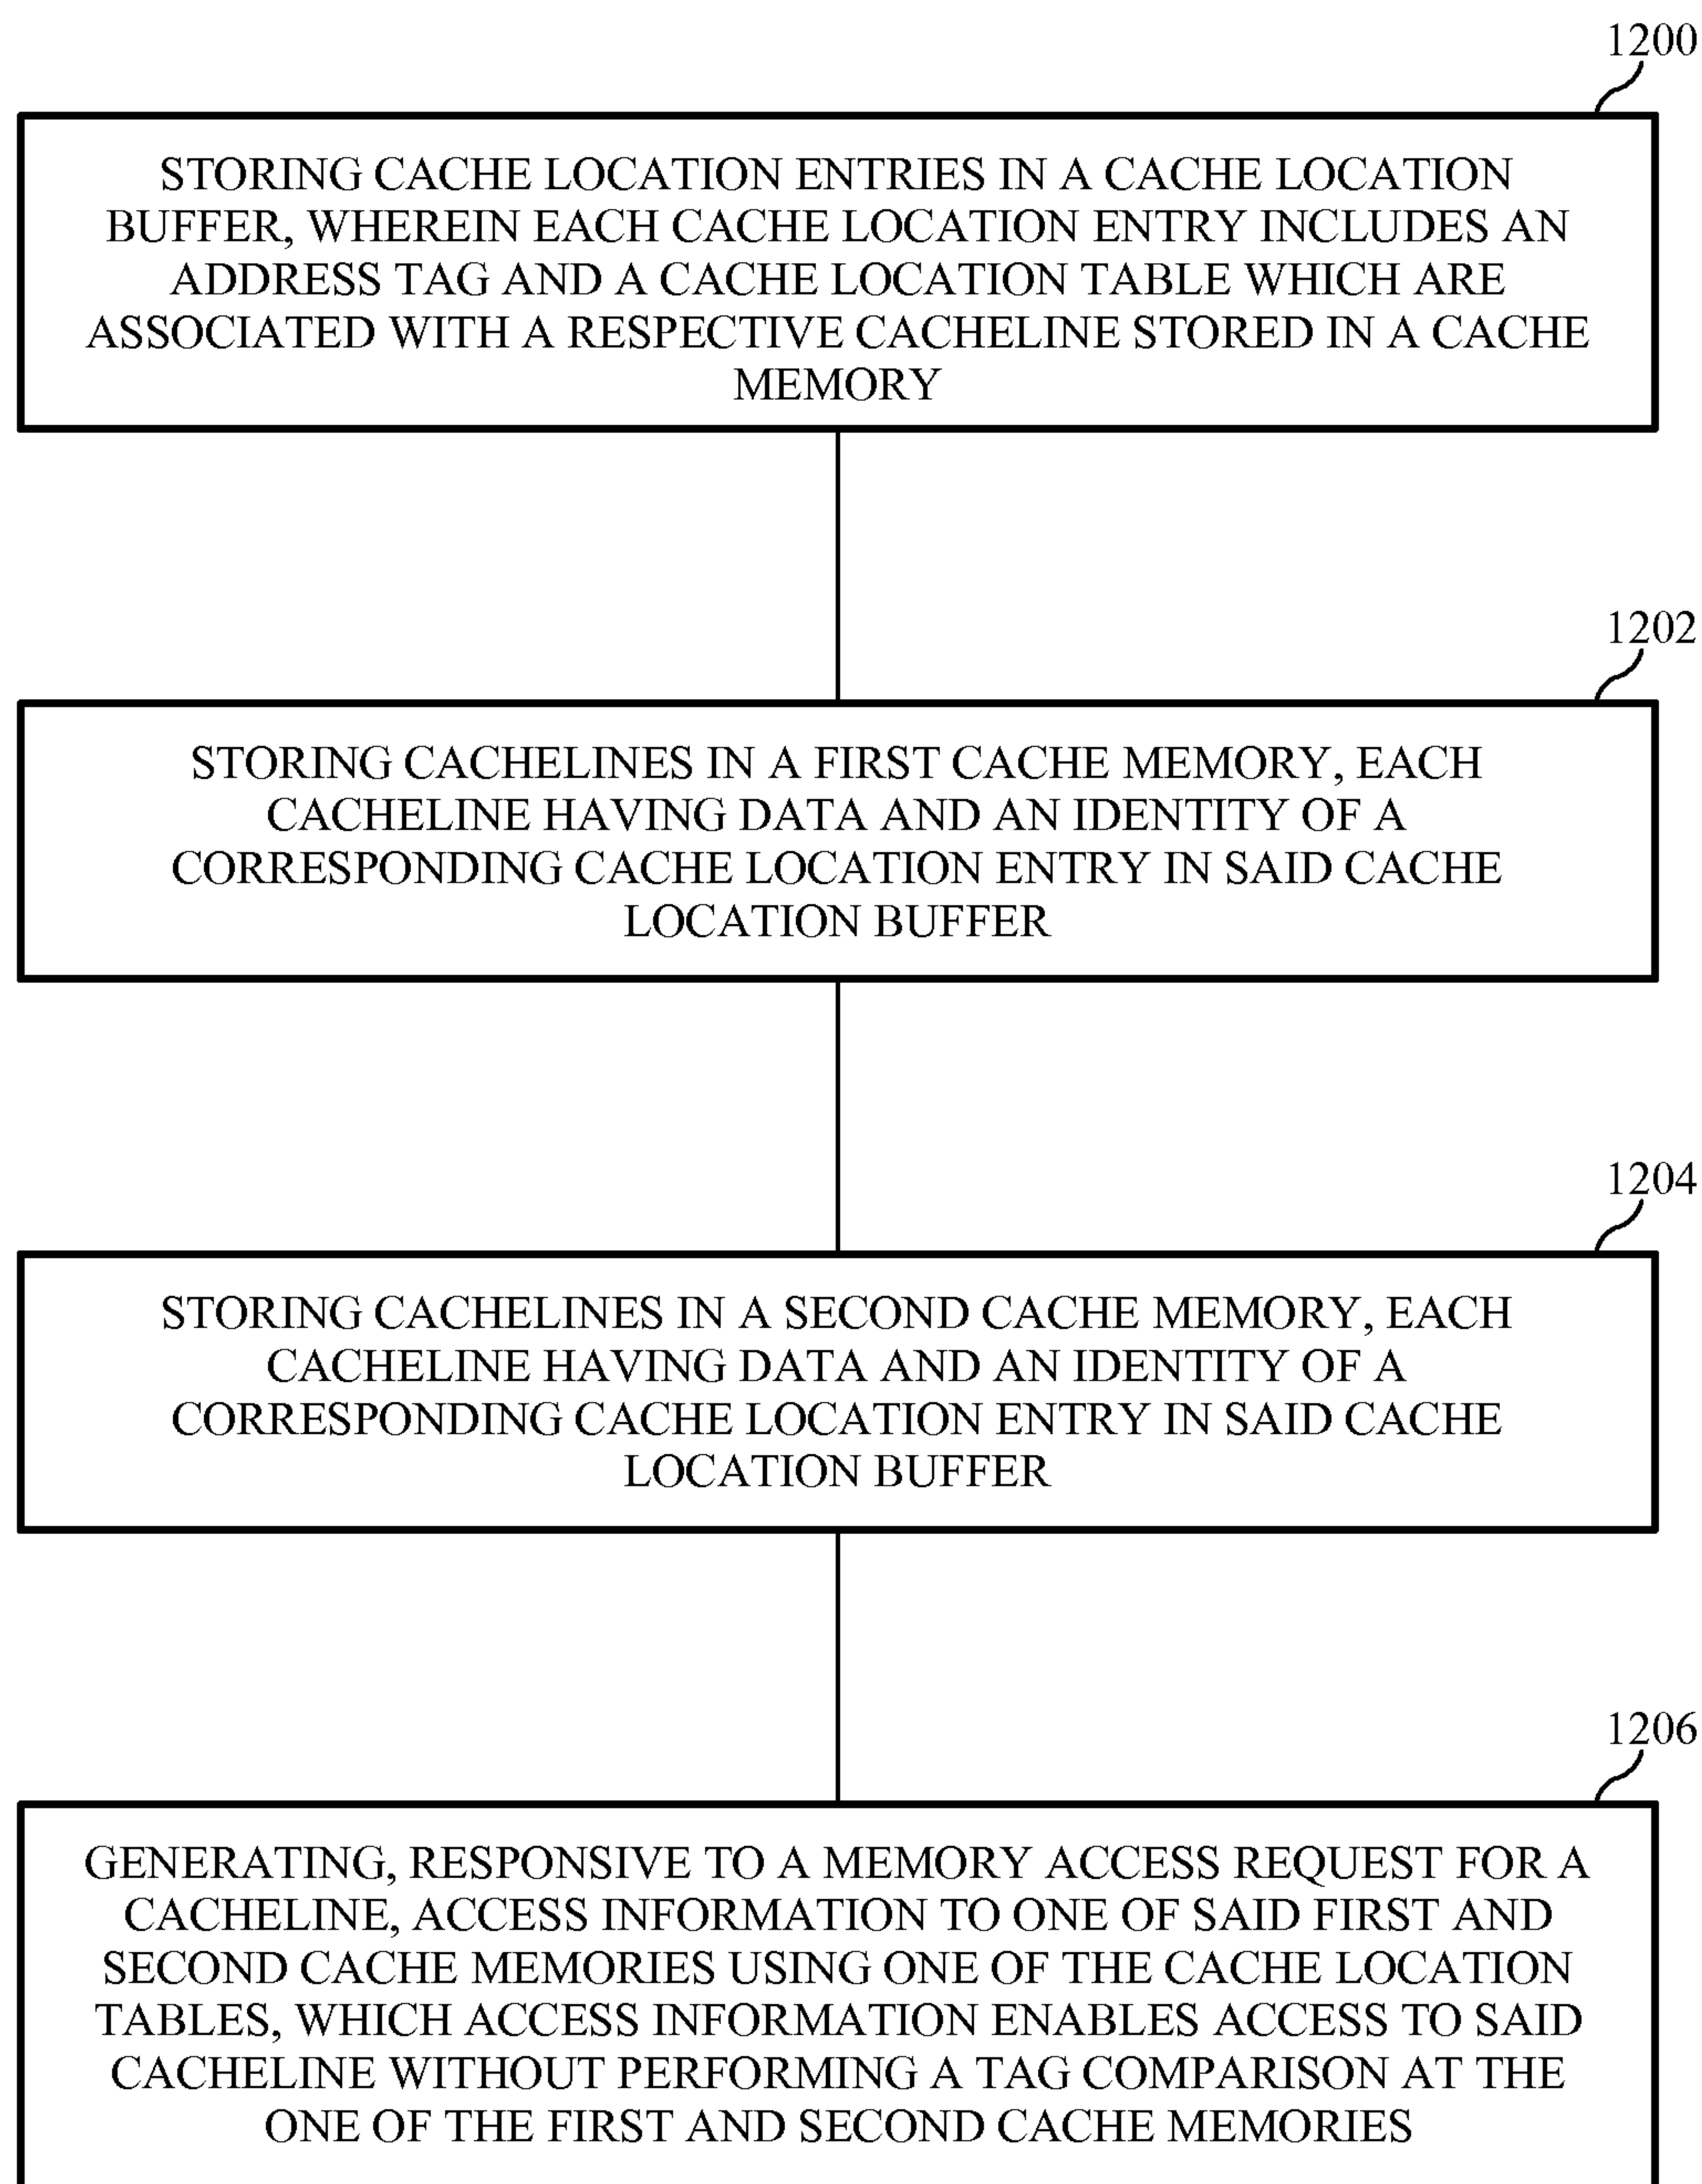 1200
STORING CACHE LOCATION ENTRIES IN A CACHE LOCATION
BUFFER, WHEREIN EACH CACHE LOCATION ENTRY INCLUDES AN
ADDRESS TAG AND A CACHE LOCATION TABLE WHICH ARE
ASSOCIATED WITH A RESPECTIVE CACHELINE STORED IN A CACHE
MEMORY
1202
STORING CACHELINES IN A FIRST CACHE MEMORY, EACH
CACHELINE HAVING DATA AND AN IDENTITY OF A
CORRESPONDING CACHE LOCATION ENTRY IN SAID CACHE
LOCATION BUFFER
1204
STORING CACHELINES IN A SECOND CACHE MEMORY, EACH
CACHELINE HAVING DATA AND AN IDENTITY OF A
CORRESPONDING CACHE LOCATION ENTRY IN SAID CACHE
LOCATION BUFFER
1206
GENERATING, RESPONSIVE TO A MEMORY ACCESS REQUEST FOR A
CACHELINE, ACCESS INFORMATION TO ONE OF SAID FIRST AND
SECOND CACHE MEMORIES USING ONE OF THE CACHE LOCATION
TABLES, WHICH ACCESS INFORMATION ENABLES ACCESS TO SAID
CACHELINE WITHOUT PERFORMING A TAG COMPARISON AT THE
ONE OF THE FIRST AND SECOND CACHE MEMORIES